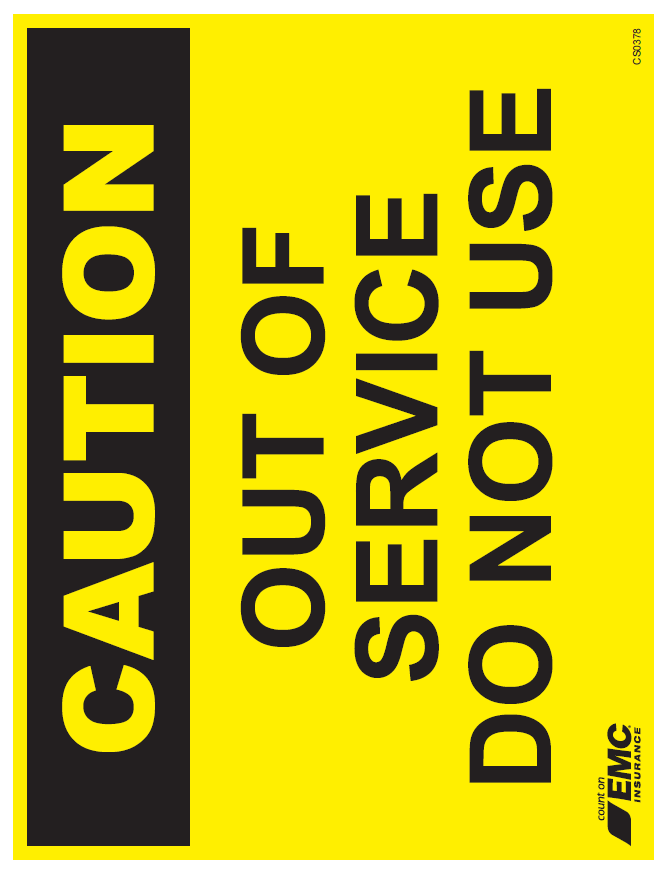 CAUTION
OUT OF
SERVICE
DO NOT USE
count on
EMC
INSURANCE
CS0378